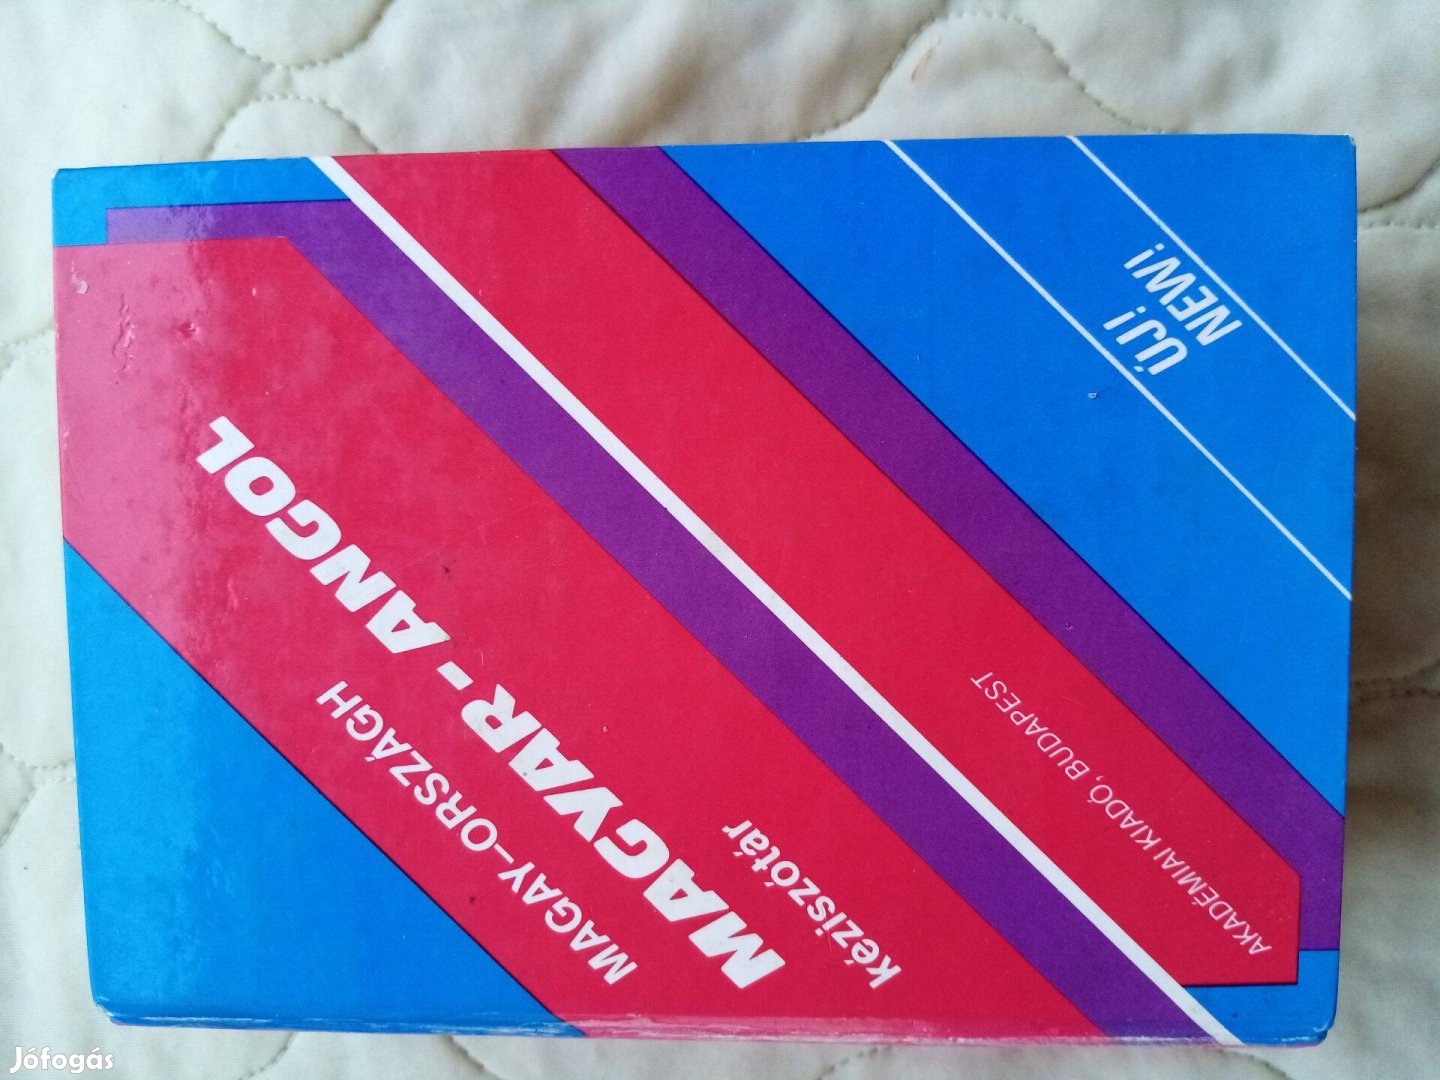 MAGAY–ORSZÁGH
MAGYAR - ANGOL
kéziszótár
AKADÉMIAI KIADÓ, BUDAPEST
ÚJ!
NEW!
Jófogás